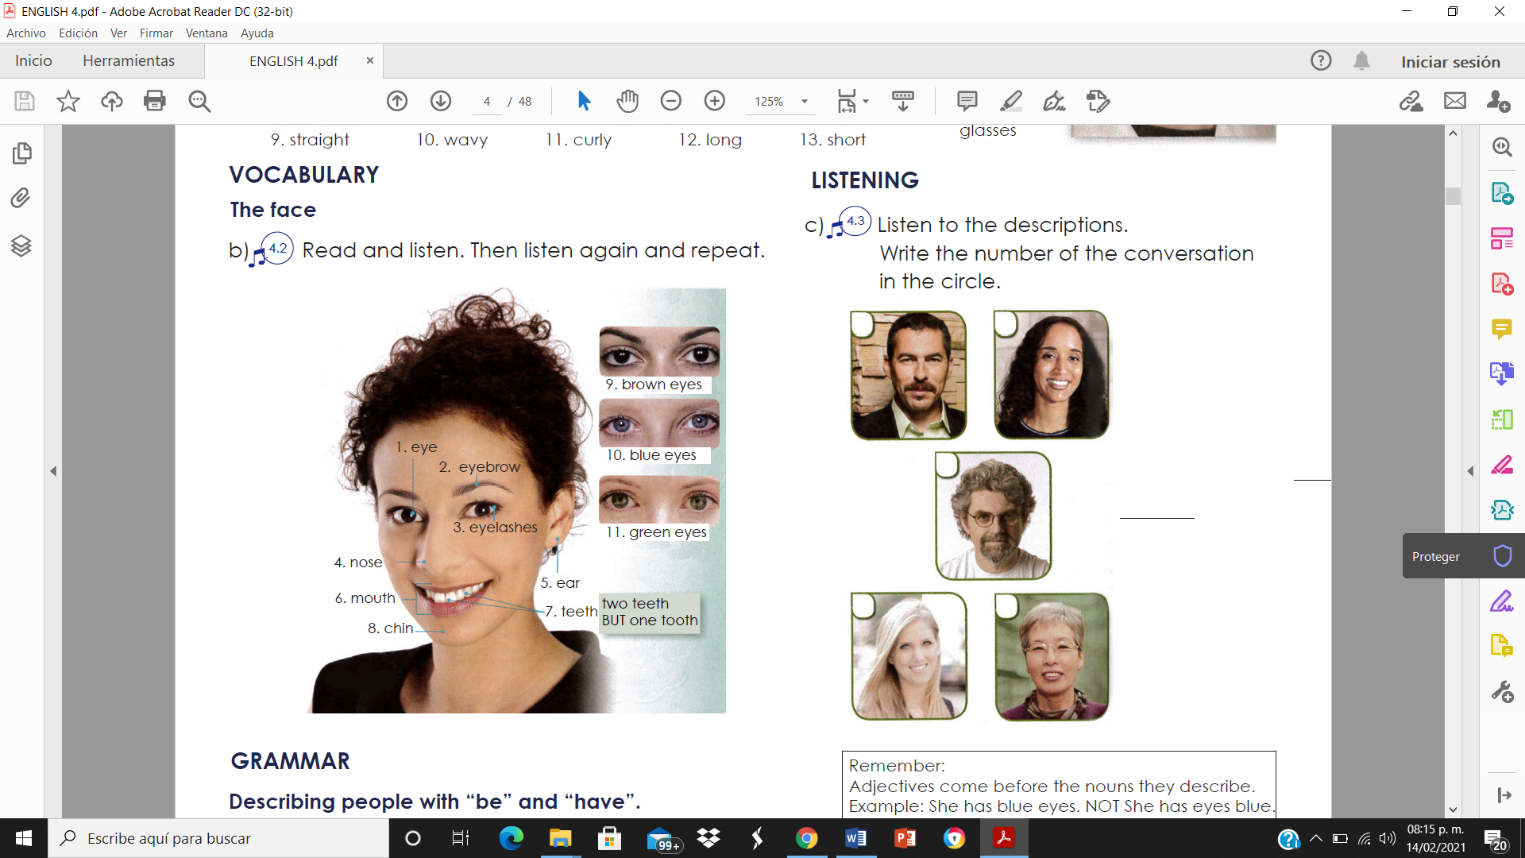 ENGLISH 4.pdf - Adobe Acrobat Reader DC (32-bit)
Archivo Edición Ver Firmar Ventana Ayuda
Inicio Herramientas ENGLISH 4.pdf × Iniciar sesión
4 / 48 125%
9. straight 10. wavy 11. curly 12. long 13. short
glasses
VOCABULARY
The face
b) 4.2 Read and listen. Then listen again and repeat.
1. eye
2. eyebrow
3. eyelashes
4. nose
5. ear
6. mouth
7. teeth
8. chin
9. brown eyes
10. blue eyes
11. green eyes
two teeth
BUT one tooth
GRAMMAR
Describing people with “be” and “have”.
LISTENING
c) 4.3 Listen to the descriptions.
Write the number of the conversation
in the circle.
Remember:
Adjectives come before the nouns they describe.
Example: She has blue eyes. NOT She has eyes blue.
Proteger
Escribe aquí para buscar
99+
08:15 p. m.
14/02/2021
20